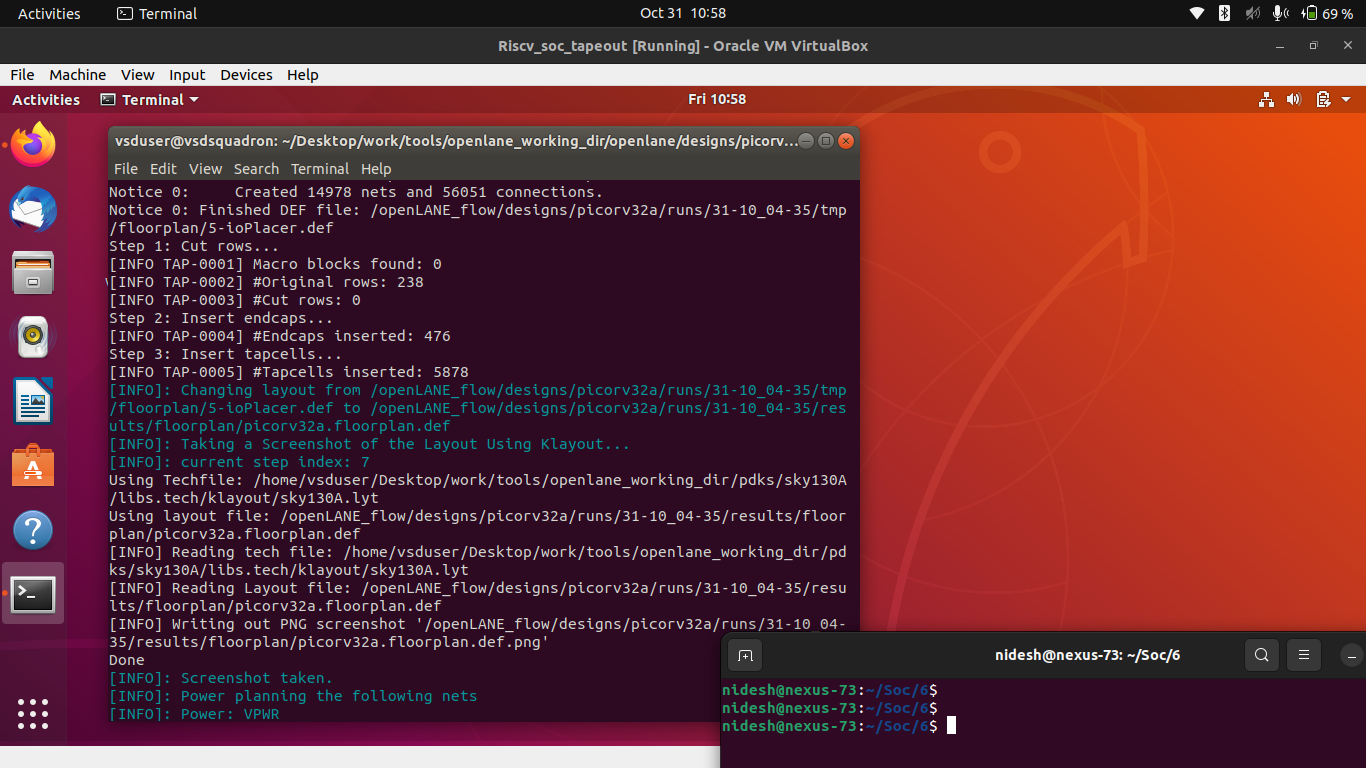 Activities
Terminal
Oct 31 10:58
69 %
Riscv_soc_tapeout [Running] - Oracle VM VirtualBox
File Machine View Input Devices Help
Activities
Terminal
Fri 10:58
vsduser@vsdsquadron: ~/Desktop/work/tools/openlane_working_dir/openlane/designs/picorv...
File Edit View Search Terminal Help
Notice 0:     Created 14978 nets and 56051 connections.
Notice 0: Finished DEF file: /openLANE_flow/designs/picorv32a/runs/31-10_04-35/tmp
/floorplan/5-ioPlacer.def
Step 1: Cut rows...
[INFO TAP-0001] Macro blocks found: 0
[INFO TAP-0002] #Original rows: 238
[INFO TAP-0003] #Cut rows: 0
Step 2: Insert endcaps...
[INFO TAP-0004] #Endcaps inserted: 476
Step 3: Insert tapcells...
[INFO TAP-0005] #Tapcells inserted: 5878
[INFO]: Changing layout from /openLANE_flow/designs/picorv32a/runs/31-10_04-35/tmp
/floorplan/5-ioPlacer.def to /openLANE_flow/designs/picorv32a/runs/31-10_04-35/res
ults/floorplan/picorv32a.floorplan.def
[INFO]: Taking a Screenshot of the Layout Using Klayout...
[INFO]: current step index: 7
Using Techfile: /home/vsduser/Desktop/work/tools/openlane_working_dir/pdks/sky130A
/libs.tech/klayout/sky130A.lyt
Using layout file: /openLANE_flow/designs/picorv32a/runs/31-10_04-35/results/floor
plan/picorv32a.floorplan.def
[INFO] Reading tech file: /home/vsduser/Desktop/work/tools/openlane_working_dir/pd
ks/sky130A/libs.tech/klayout/sky130A.lyt
[INFO] Reading Layout file: /openLANE_flow/designs/picorv32a/runs/31-10_04-35/resu
lts/floorplan/picorv32a.floorplan.def
[INFO] Writing out PNG screenshot '/openLANE_flow/designs/picorv32a/runs/31-10_04-
35/results/floorplan/picorv32a.floorplan.def.png'
Done
[INFO]: Screenshot taken.
[INFO]: Power planning the following nets
[INFO]: Power: VPWR
nidesh@nexus-73: ~/Soc/6
nidesh@nexus-73:~/Soc/6$
nidesh@nexus-73:~/Soc/6$
nidesh@nexus-73:~/Soc/6$